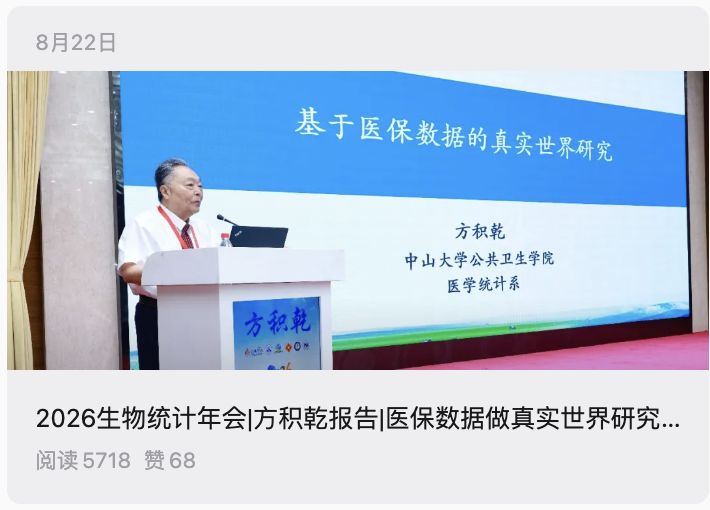 8月22日
基于医保数据的真实世界研究
方积乾
中山大学公共卫生学院
医学统计系
方积乾
2026生物统计年会|方积乾报告|医保数据做真实世界研究...
阅读 5718 赞 68